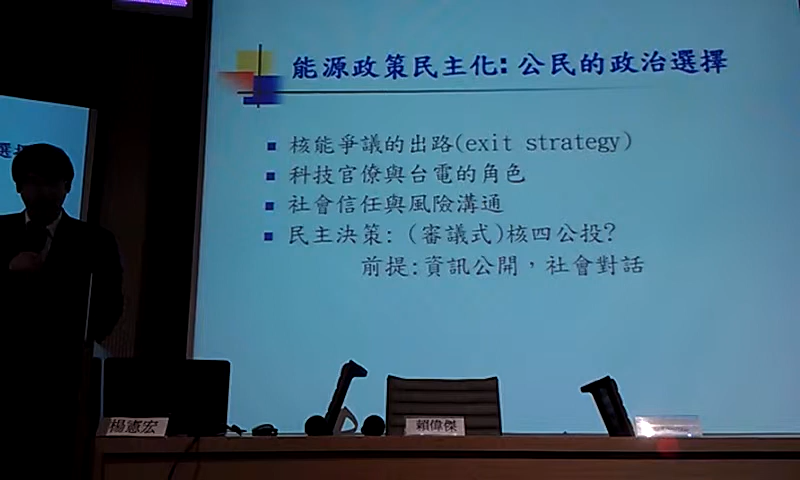 能源政策民主化: 公民的政治選擇
核能爭議的出路(exit strategy)
科技官僚與台電的角色
社會信任與風險溝通
民主決策: (審議式)核四公投?
前提: 資訊公開，社會對話
楊憲宏
賴偉傑